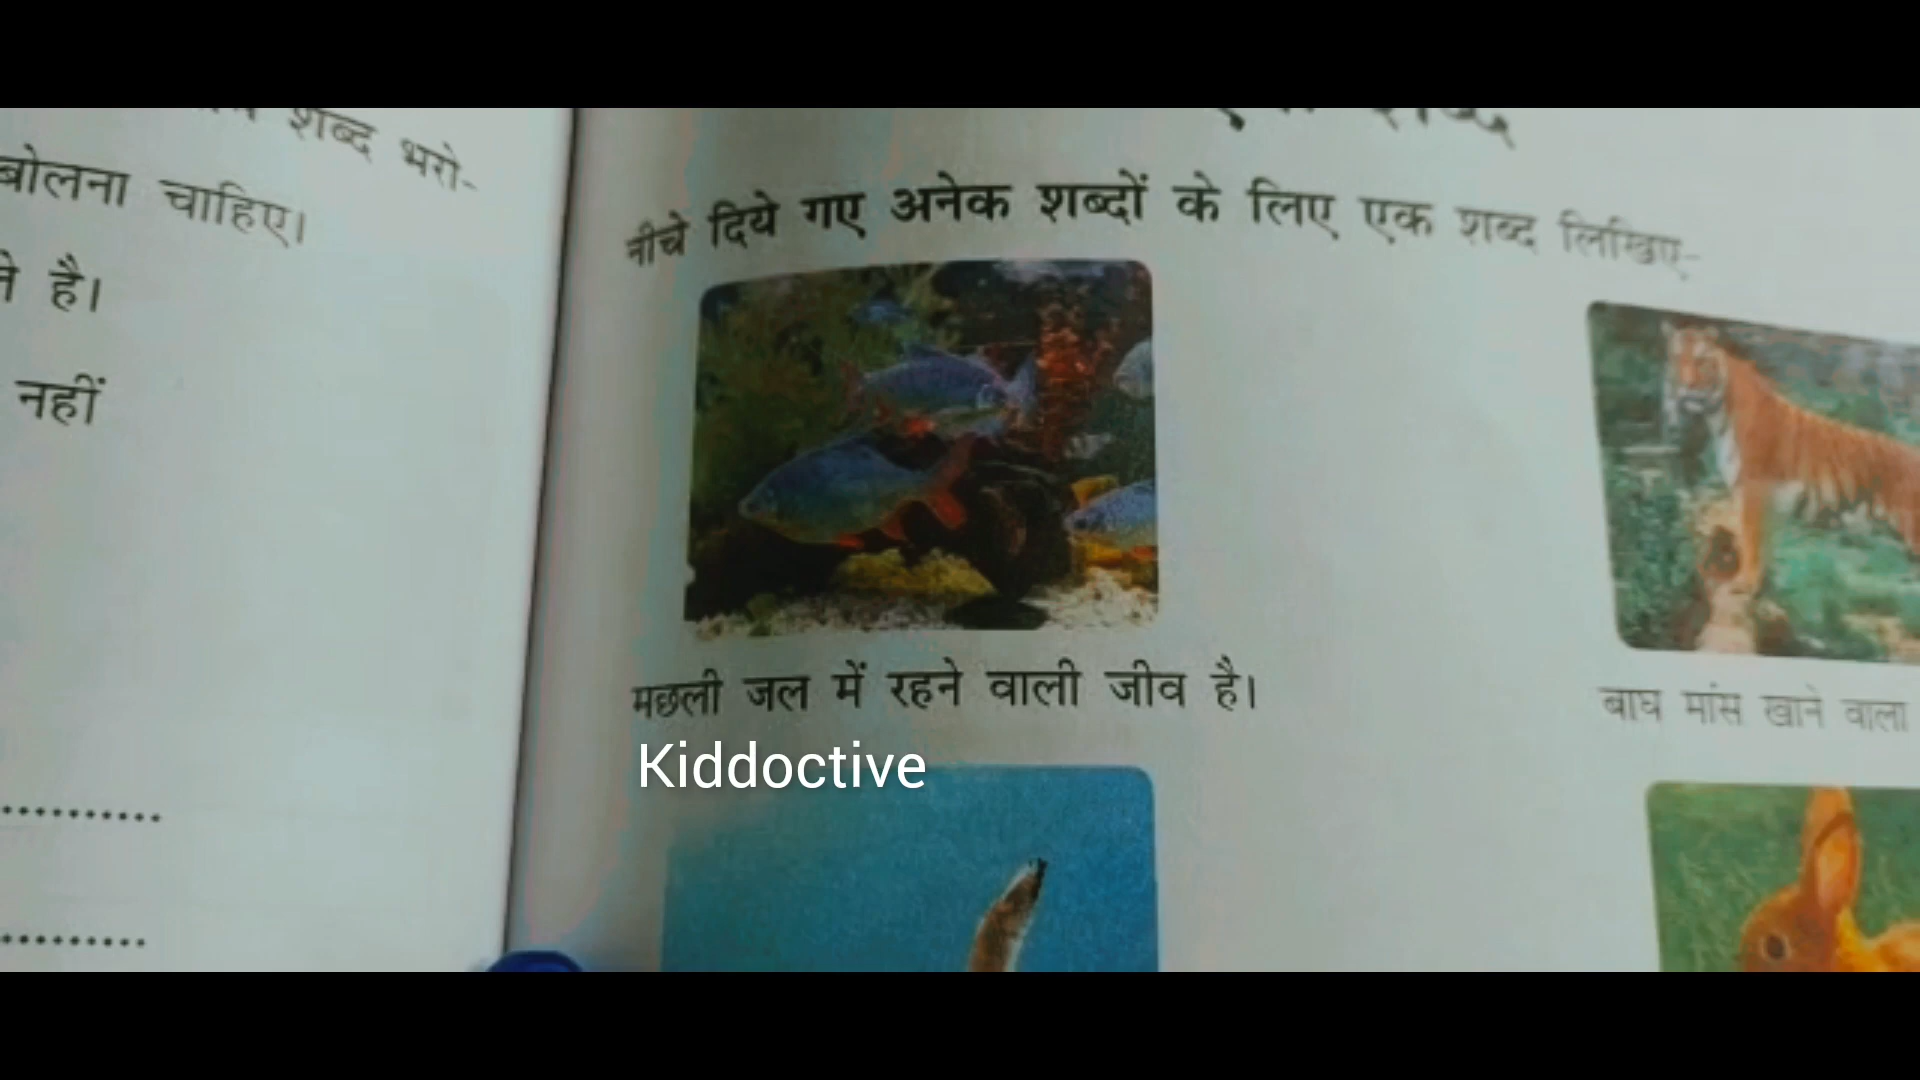 शब्द भरो-
बोलना चाहिए।
है।
नहीं
नीचे दिये गए अनेक शब्दों के लिए एक शब्द लिखिए-
मछली जल में रहने वाली जीव है।
बाघ मांस खाने वाला
Kiddoctive